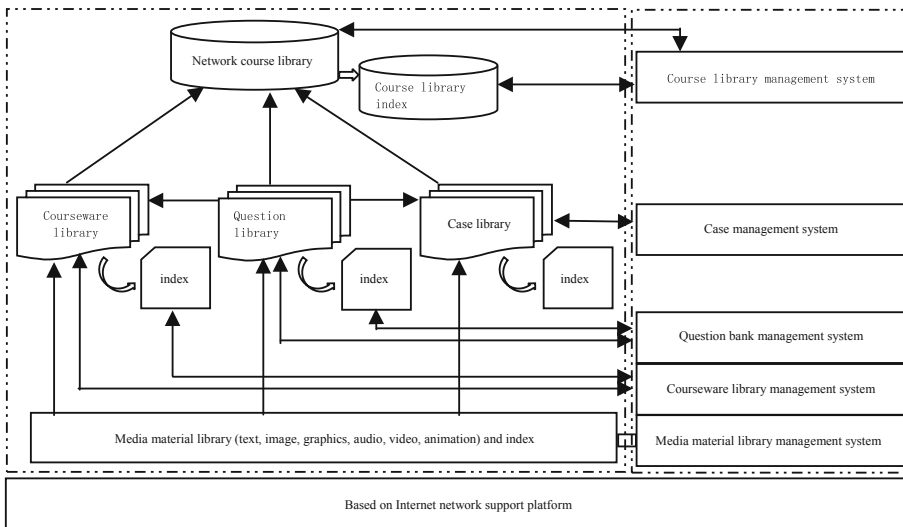 Network course library
Course library
index
Course library management system
Courseware
library
Question
library
Case library
Case management system
index
index
index
Question bank management system
Courseware library management system
Media material library (text, image, graphics, audio, video, animation) and index
Media material library management system
Based on Internet network support platform